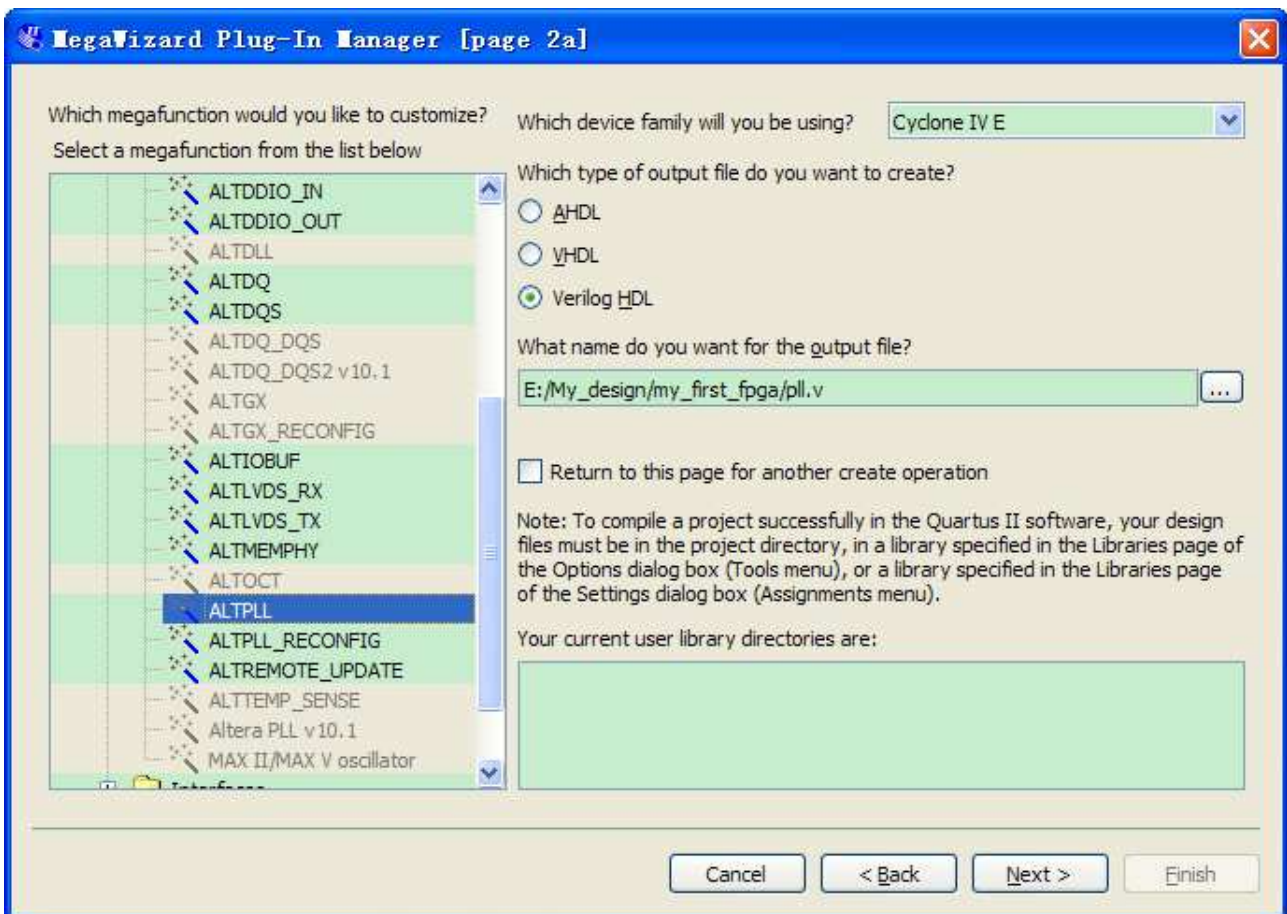 MegaWizard Plug-In Manager [page 2a]
Which megafunction would you like to customize?
Select a megafunction from the list below
ALTDDIO_IN
ALTDDIO_OUT
ALTDLL
ALTDQ
ALTDQS
ALTDQ_DQS
ALTDQ_DQS2 v10.1
ALTGX
ALTGX_RECONFIG
ALTIOBUF
ALTLVDS_RX
ALTLVDS_TX
ALTMEMPHY
ALTOCT
ALTPLL
ALTPLL_RECONFIG
ALTREMOTE_UPDATE
ALTTEMP_SENSE
Altera PLL v10.1
MAX II/MAX V oscillator
Interfaces
Which device family will you be using?
Cyclone IV E
Which type of output file do you want to create?
AHDL
VHDL
Verilog HDL
What name do you want for the output file?
E:/My_design/my_first_fpga/pll.v
...
Return to this page for another create operation
Note: To compile a project successfully in the Quartus II software, your design
files must be in the project directory, in a library specified in the Libraries page of
the Options dialog box (Tools menu), or a library specified in the Libraries page
of the Settings dialog box (Assignments menu).
Your current user library directories are:
Cancel
< Back
Next >
Finish